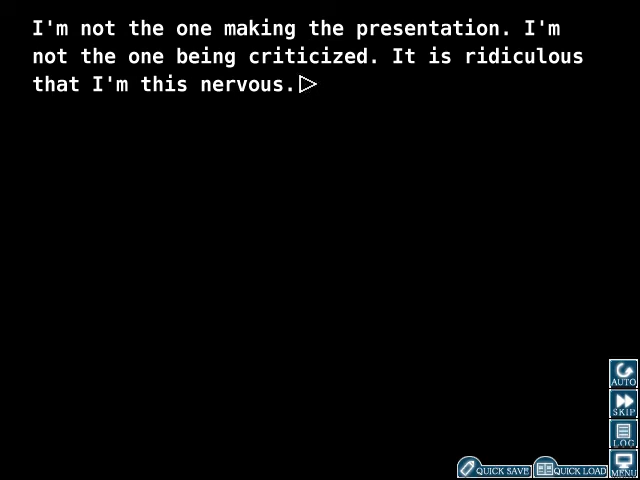 I'm not the one making the presentation. I'm
not the one being criticized. It is ridiculous
that I'm this nervous.
AUTO
SKIP
LOG
QUICK SAVE
QUICK LOAD
MENU